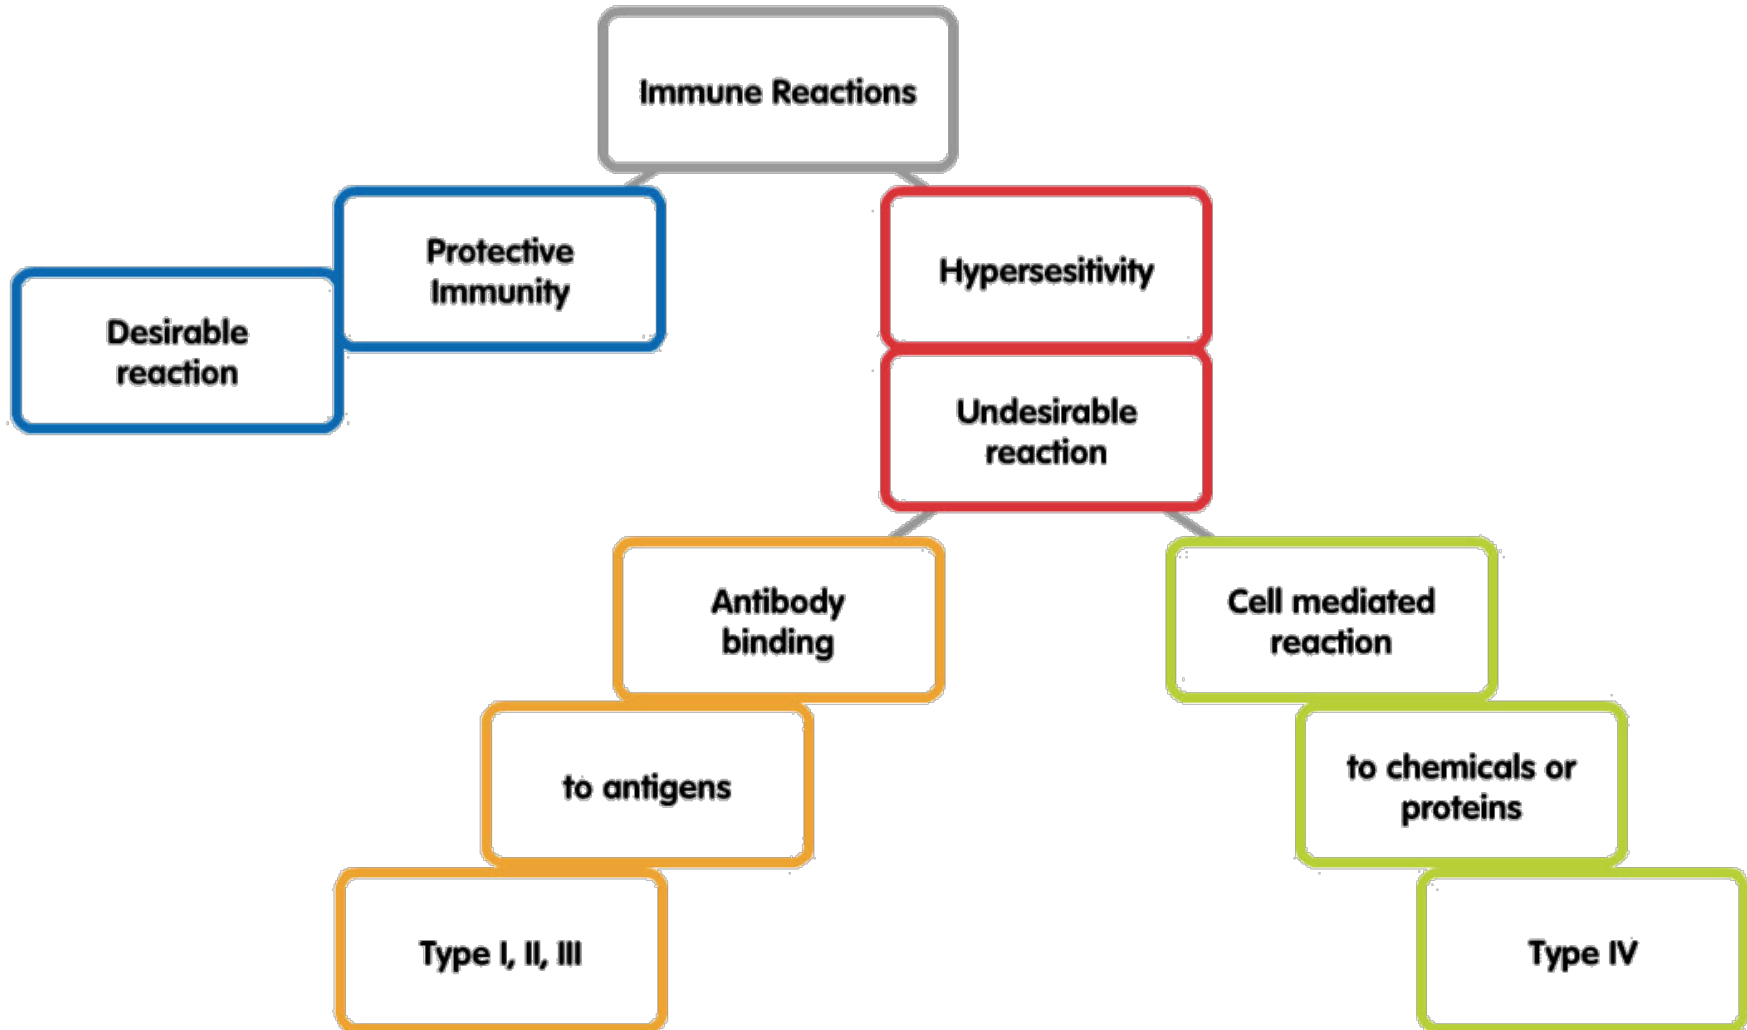 Immune Reactions
Protective
Immunity
Desirable
reaction
Hypersesitivity
Undesirable
reaction
Antibody
binding
to antigens
Type I, II, III
Cell mediated
reaction
to chemicals or
proteins
Type IV